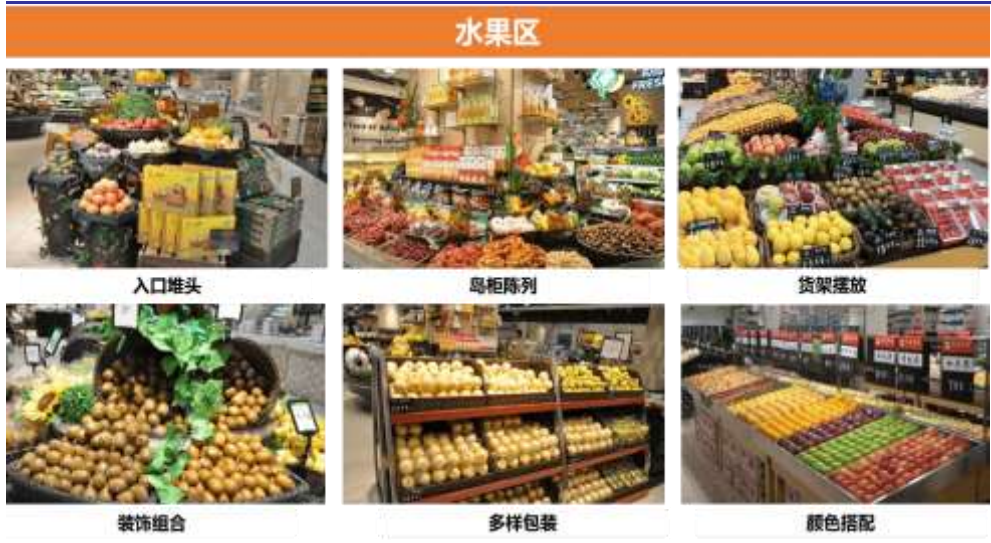 水果区
入口堆头
岛柜陈列
货架摆放
装饰组合
多样包装
颜色搭配